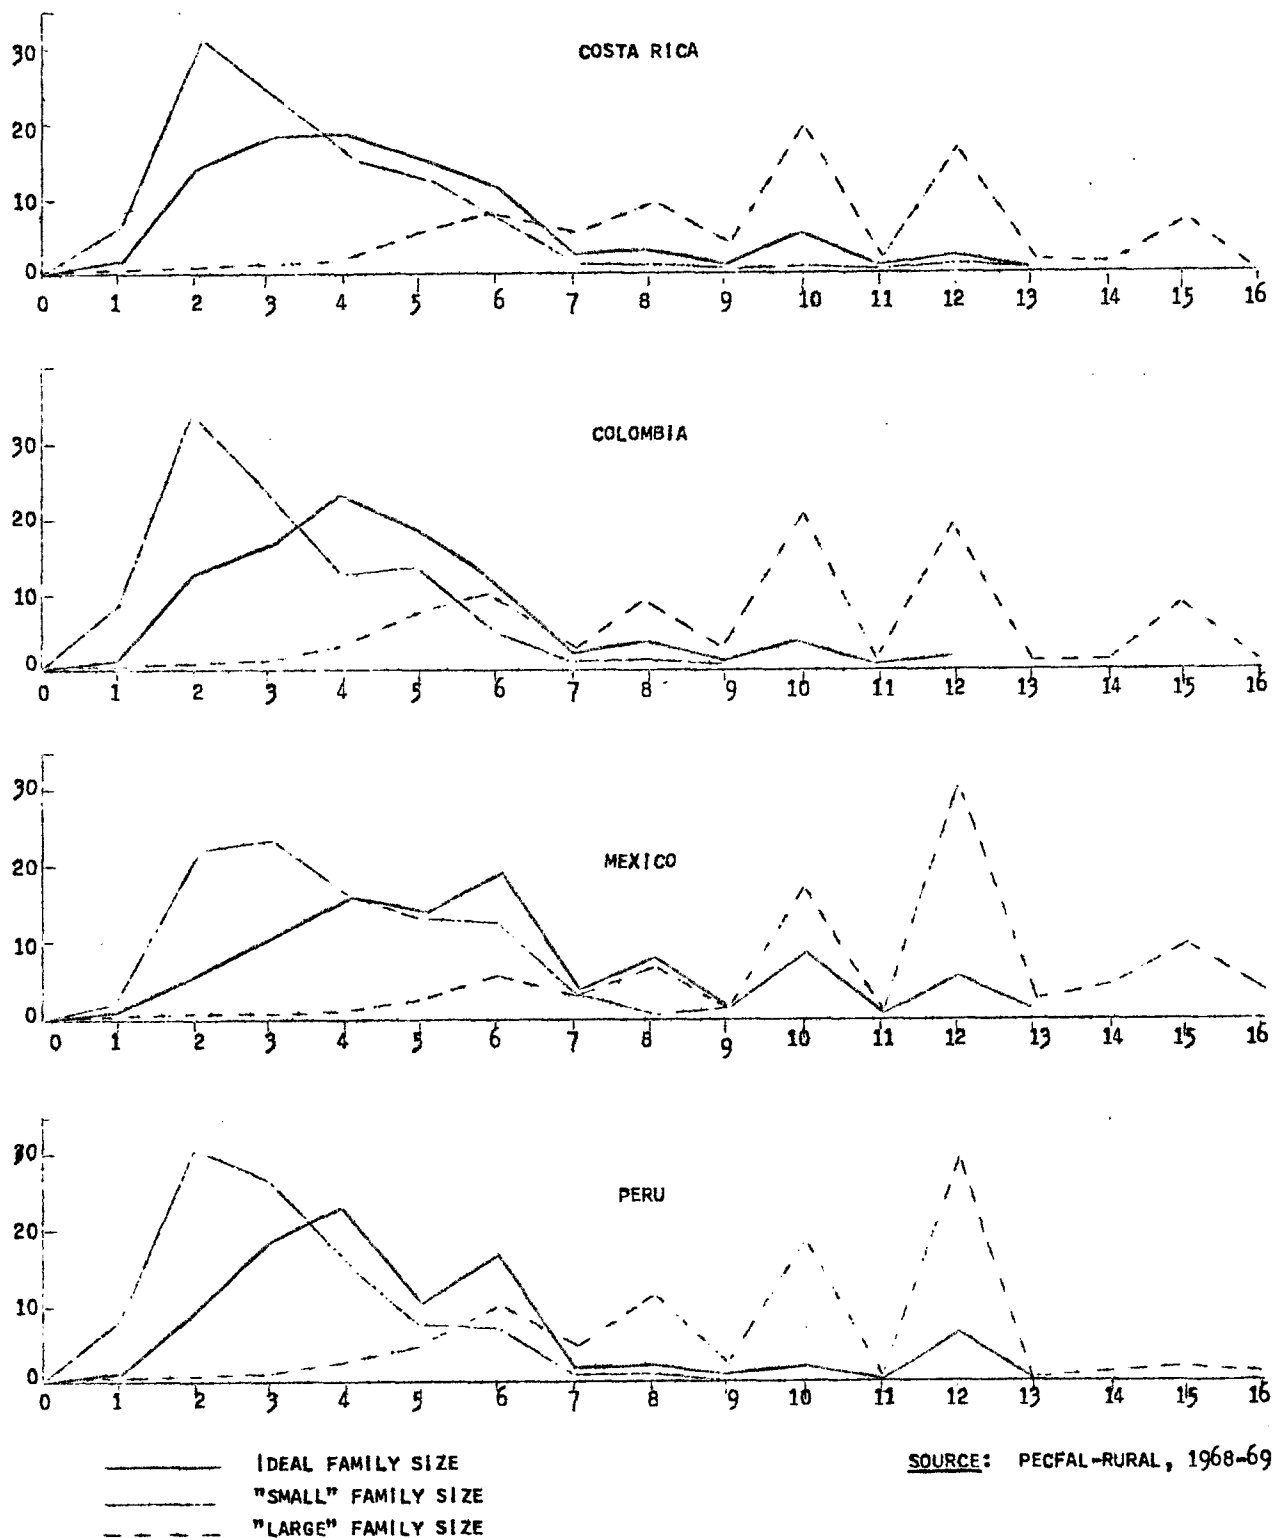 COSTA RICA
30
20
10
0
0 1 2 3 4 5 6 7 8 9 10 11 12 13 14 15 16
COLOMBIA
30
20
10
0
0 1 2 3 4 5 6 7 8 9 10 11 12 13 14 15 16
30
MEXICO
20
10
0
0 1 2 3 4 5 6 7 8 9 10 11 12 13 14 15 16
30
PERU
20
10
0
0 1 2 3 4 5 6 7 8 9 10 11 12 13 14 15 16
IDEAL FAMILY SIZE
"SMALL" FAMILY SIZE
"LARGE" FAMILY SIZE
SOURCE: PECFAL-RURAL, 1968-69